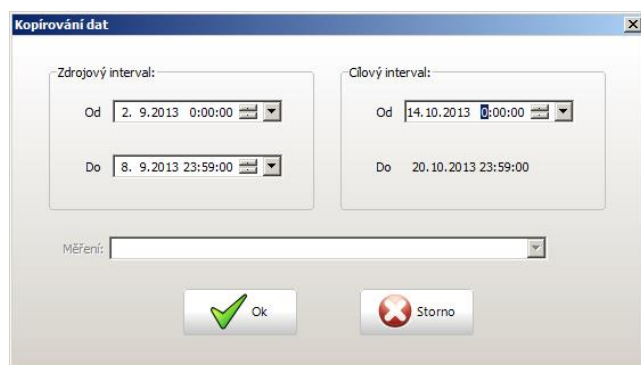 Kopírování dat
Zdrojový interval:
Od 2. 9.2013 0:00:00
Do 8. 9.2013 23:59:00
Cílový interval:
Od 14.10.2013 0:00:00
Do 20.10.2013 23:59:00
Měření:
Ok
Storno